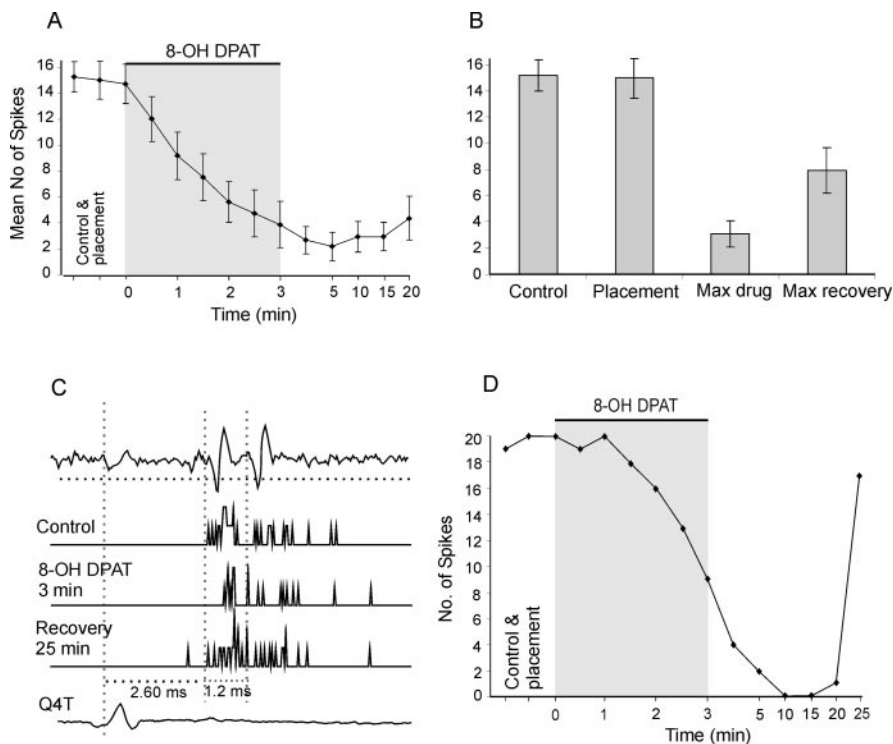 A
8-OH DPAT
16
14
12
10
8
6
4
2
0
Mean No of Spikes
Control &
placement
0 1 2 3 5 10 15 20
Time (min)
B
16
14
12
10
8
6
4
2
0
Control Placement Max drug Max recovery
C
Control
8-OH DPAT
3 min
Recovery
25 min
2.60 ms 1.2 ms
Q4T
D
8-OH DPAT
20
18
16
14
12
10
8
6
4
2
0
No. of Spikes
Control &
placement
0 1 2 3 5 10 15 20 25
Time (min)